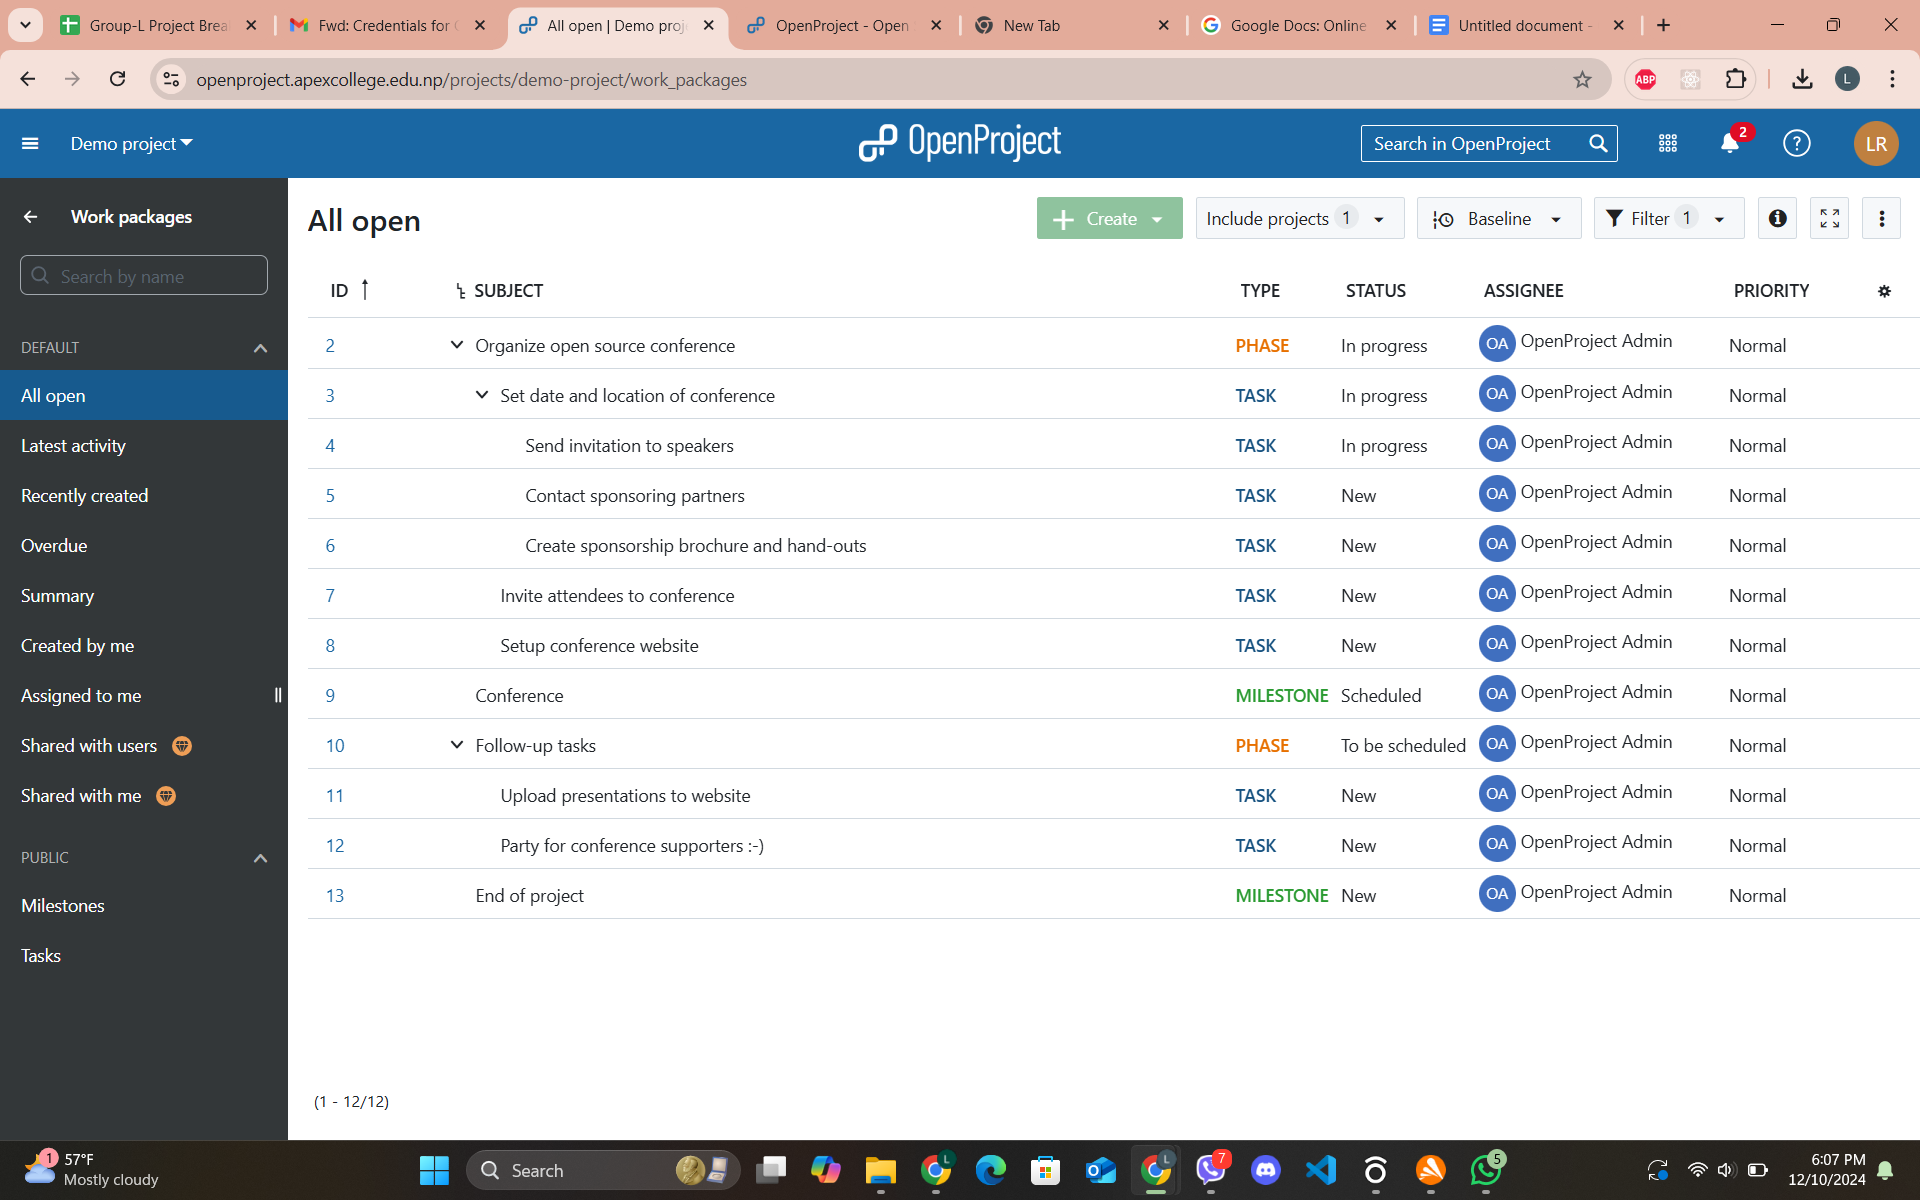 Group-L Project Brea
Fwd: Credentials for
All open | Demo proj
OpenProject - Open
New Tab
Google Docs: Online
Untitled document -
openproject.apexcollege.edu.np/projects/demo-project/work_packages
ABP
L
Demo project
OpenProject
Search in OpenProject
2
?
LR
Work packages
Search by name
DEFAULT
All open
Latest activity
Recently created
Overdue
Summary
Created by me
Assigned to me
Shared with users
Shared with me
PUBLIC
Milestones
Tasks
All open
Create
Include projects 1
Baseline
Filter 1
ID SUBJECT TYPE STATUS ASSIGNEE PRIORITY
2 Organize open source conference PHASE In progress OA OpenProject Admin Normal
3 Set date and location of conference TASK In progress OA OpenProject Admin Normal
4 Send invitation to speakers TASK In progress OA OpenProject Admin Normal
5 Contact sponsoring partners TASK New OA OpenProject Admin Normal
6 Create sponsorship brochure and hand-outs TASK New OA OpenProject Admin Normal
7 Invite attendees to conference TASK New OA OpenProject Admin Normal
8 Setup conference website TASK New OA OpenProject Admin Normal
9 Conference MILESTONE Scheduled OA OpenProject Admin Normal
10 Follow-up tasks PHASE To be scheduled OA OpenProject Admin Normal
11 Upload presentations to website TASK New OA OpenProject Admin Normal
12 Party for conference supporters :-) TASK New OA OpenProject Admin Normal
13 End of project MILESTONE New OA OpenProject Admin Normal
(1 - 12/12)
1
57°F
Mostly cloudy
Search
L
L
7
5
6:07 PM
12/10/2024